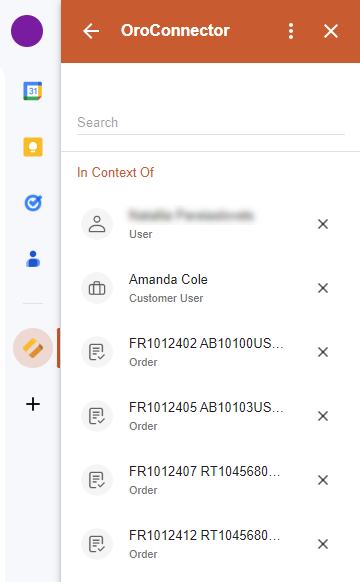 OroConnector
31
Search
In Context Of
User
Amanda Cole
Customer User
FR1012402 AB10100US...
Order
FR1012405 AB10103US...
Order
FR1012407 RT1045680...
Order
FR1012412 RT1045680...
Order